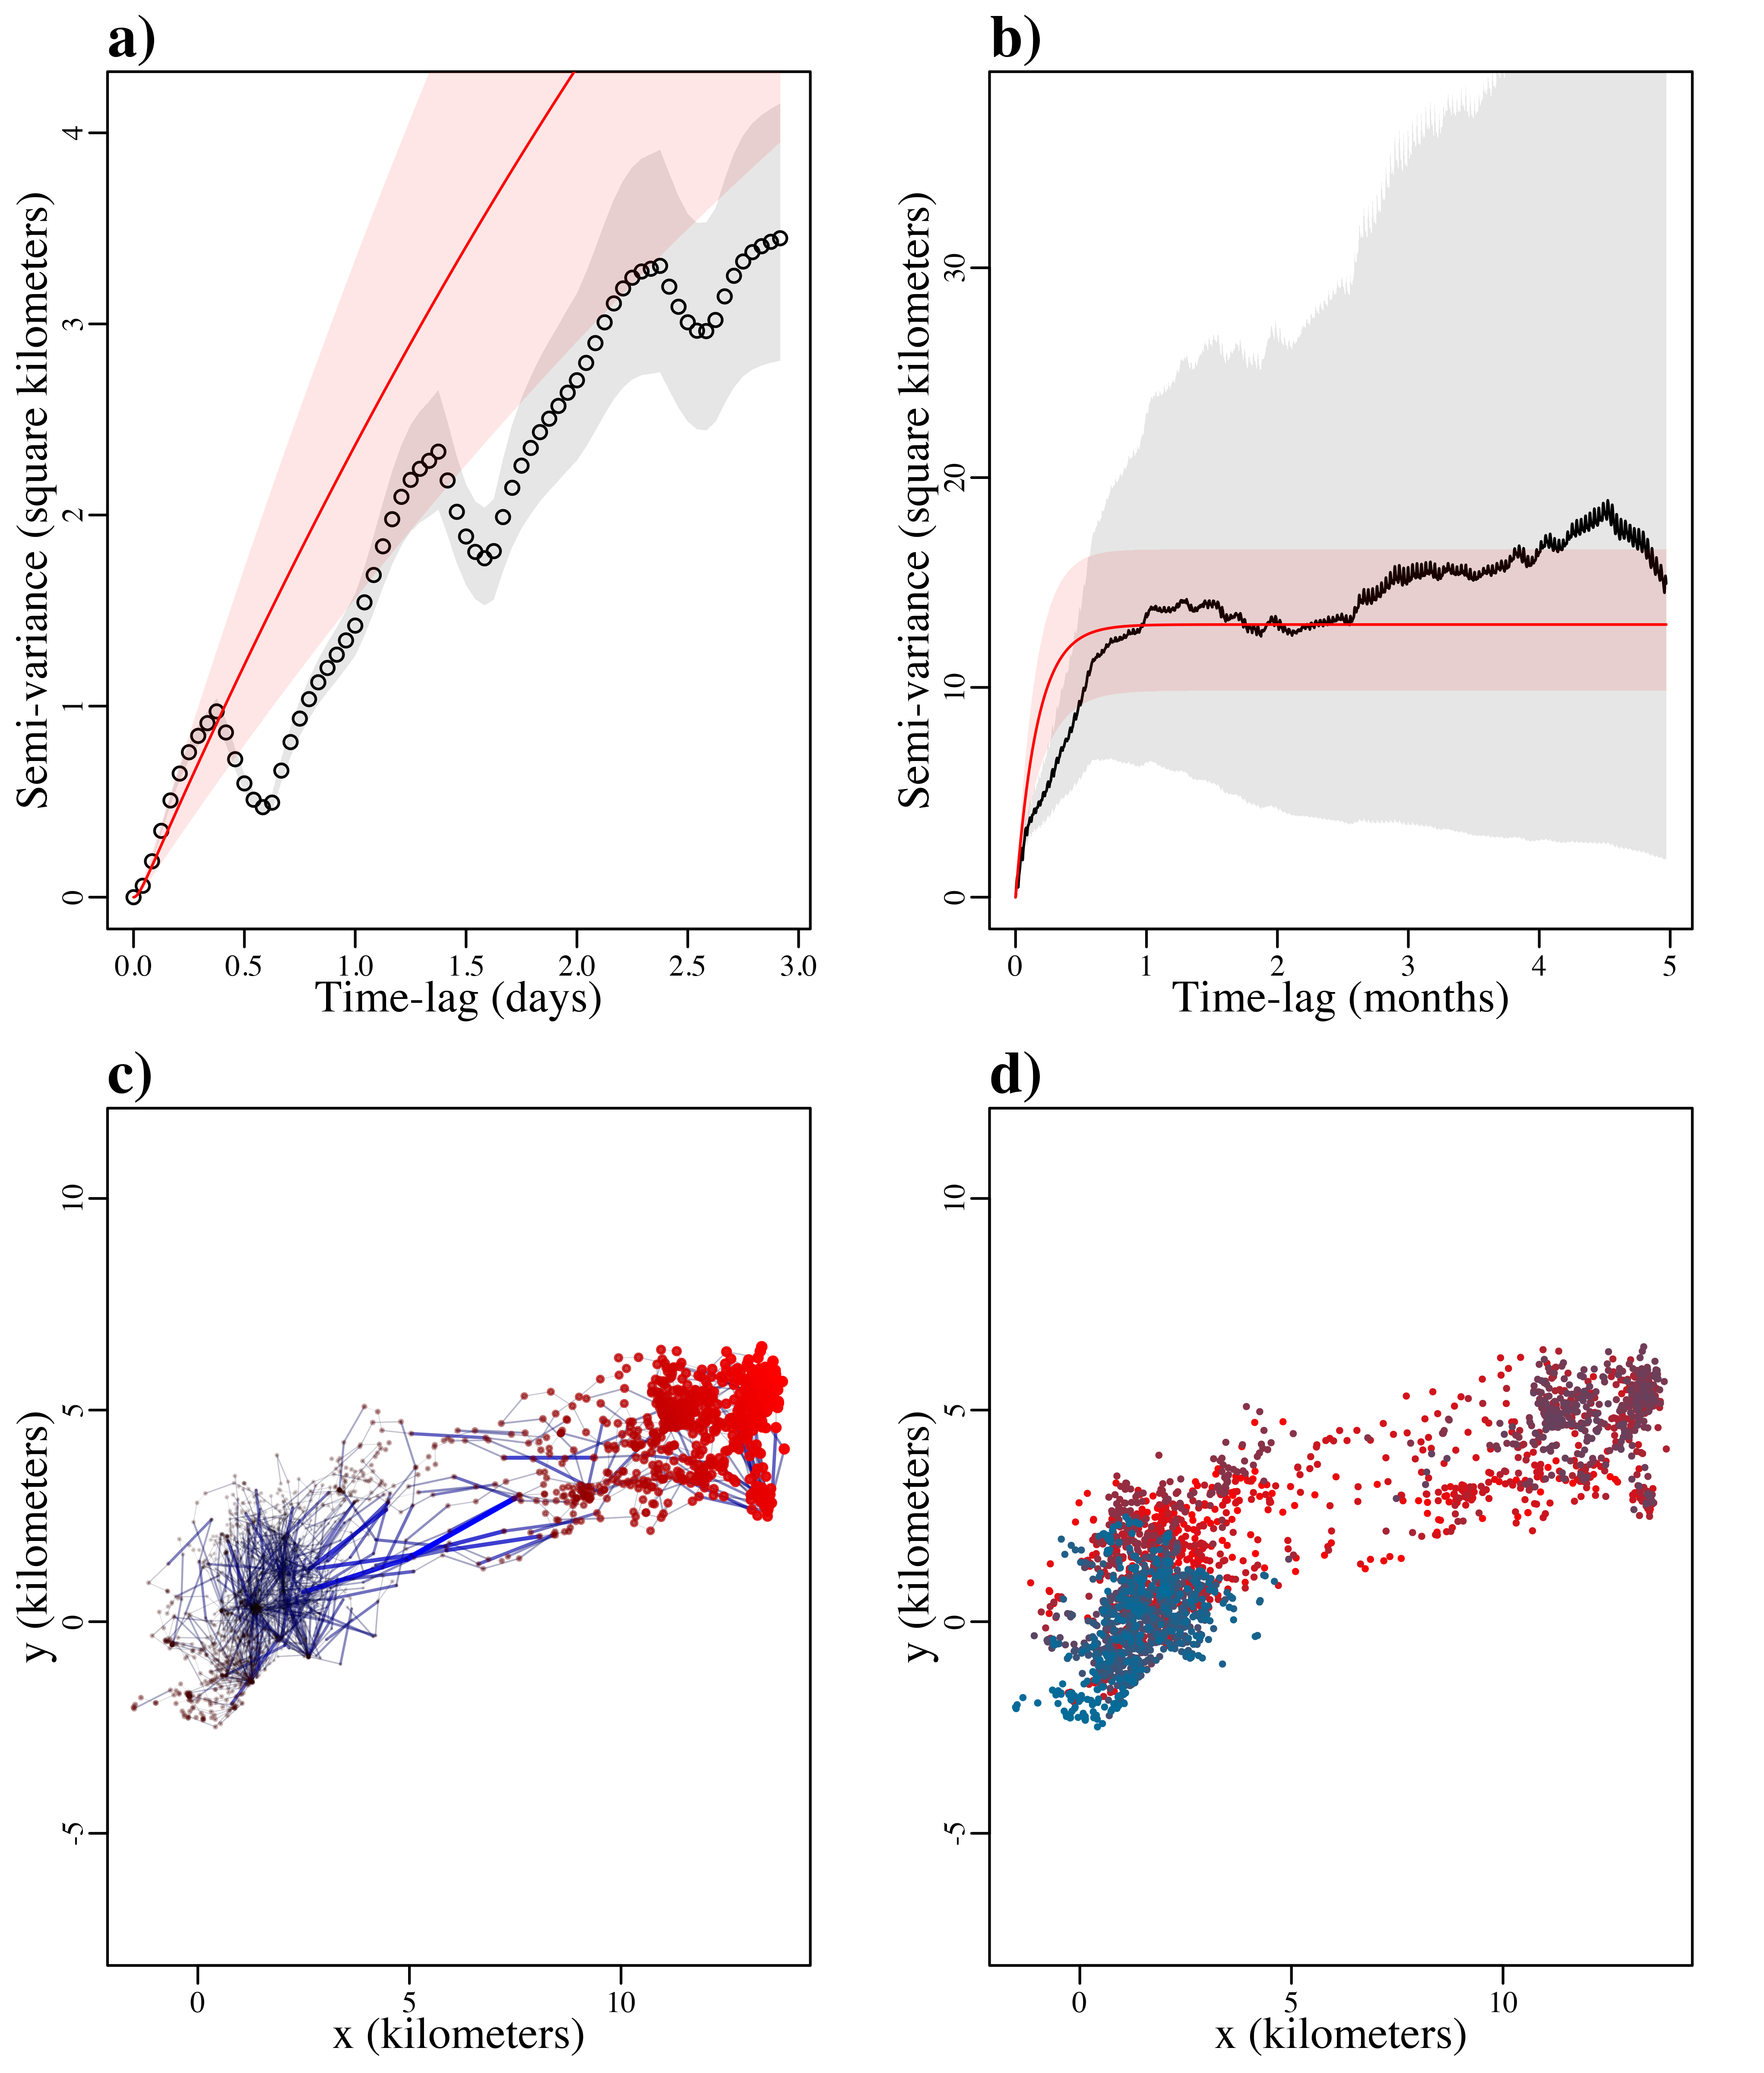 a)
Semi-variance (square kilometers)
0 1 2 3 4
0.0 0.5 1.0 1.5 2.0 2.5 3.0
Time-lag (days)
b)
Semi-variance (square kilometers)
0 10 20 30
0 1 2 3 4 5
Time-lag (months)
c)
y (kilometers)
-5 0 5 10
0 5 10
x (kilometers)
d)
y (kilometers)
-5 0 5 10
0 5 10
x (kilometers)